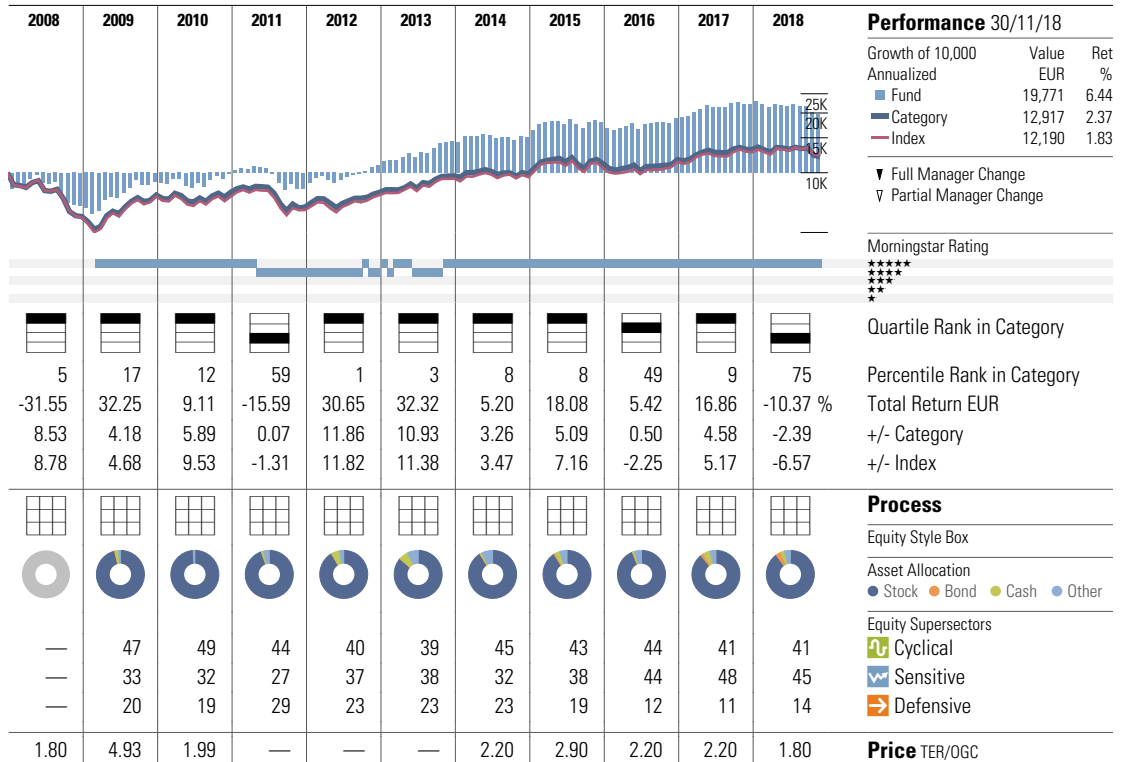 2008 2009 2010 2011 2012 2013 2014 2015 2016 2017 2018 Performance 30/11/18
Growth of 10,000 Value Ret
Annualized EUR %
Fund 19,771 6.44
Category 12,917 2.37
Index 12,190 1.83
25K
20K
15K
10K
Full Manager Change
Partial Manager Change
Morningstar Rating
★★★★★
★★★★
★★★
★★
★
Quartile Rank in Category
5 17 12 59 1 3 8 8 49 9 75 Percentile Rank in Category
-31.55 32.25 9.11 -15.59 30.65 32.32 5.20 18.08 5.42 16.86 -10.37 % Total Return EUR
8.53 4.18 5.89 0.07 11.86 10.93 3.26 5.09 0.50 4.58 -2.39 +/- Category
8.78 4.68 9.53 -1.31 11.82 11.38 3.47 7.16 -2.25 5.17 -6.57 +/- Index
Process
Equity Style Box
Asset Allocation
Stock Bond Cash Other
Equity Supersectors
— 47 49 44 40 39 45 43 44 41 41 Cyclical
— 33 32 27 37 38 32 38 44 48 45 Sensitive
— 20 19 29 23 23 23 19 12 11 14 Defensive
1.80 4.93 1.99 — — — 2.20 2.90 2.20 2.20 1.80 Price TER/OGC